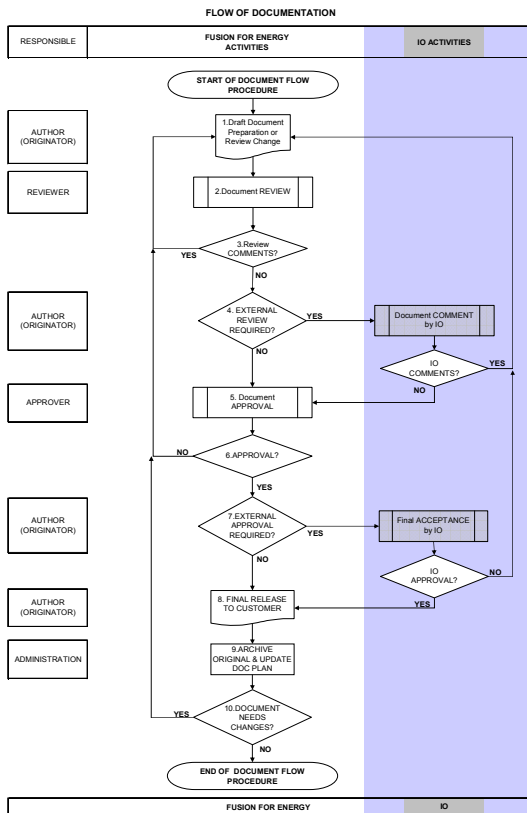 FLOW OF DOCUMENTATION
RESPONSIBLE
FUSION FOR ENERGY
ACTIVITIES
IO ACTIVITIES
START OF DOCUMENT FLOW
PROCEDURE
AUTHOR
(ORIGINATOR)
1.Draft Document
Preparation or
Review Change
REVIEWER
2.Document REVIEW
3.Review
COMMENTS?
YES
NO
AUTHOR
(ORIGINATOR)
4. EXTERNAL
REVIEW
REQUIRED?
YES
NO
Document COMMENT
by IO
IO
COMMENTS?
YES
NO
APPROVER
5. Document
APPROVAL
6.APPROVAL?
NO
YES
AUTHOR
(ORIGINATOR)
7.EXTERNAL
APPROVAL
REQUIRED?
YES
NO
Final ACCEPTANCE
by IO
IO
APPROVAL?
NO
YES
AUTHOR
(ORIGINATOR)
8. FINAL RELEASE
TO CUSTOMER
ADMINISTRATION
9.ARCHIVE
ORIGINAL & UPDATE
DOC PLAN
10.DOCUMENT
NEEDS
CHANGES?
YES
NO
END OF DOCUMENT FLOW
PROCEDURE
FUSION FOR ENERGY
IO